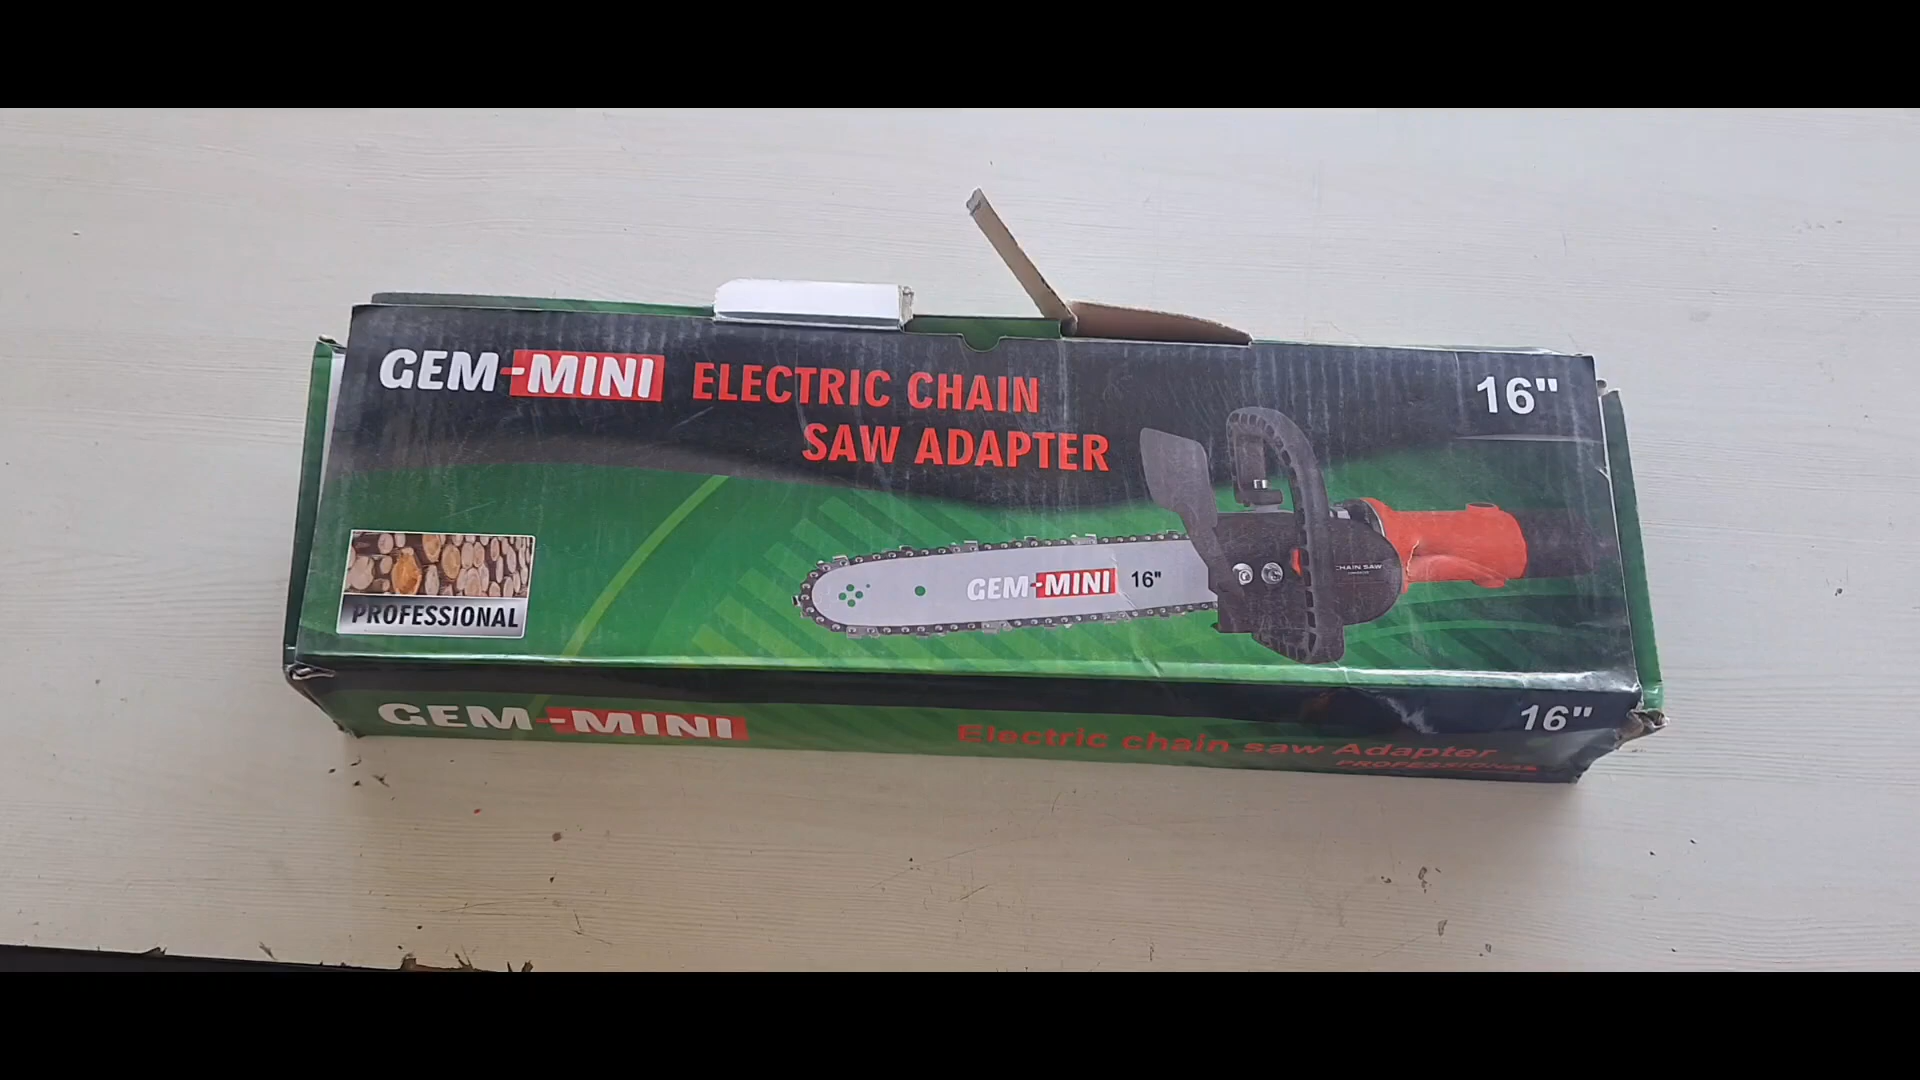 GEM-MINI ELECTRIC CHAIN
SAW ADAPTER
16"
PROFESSIONAL
GEM-MINI 16"
CHAIN SAW
GEM-MINI
Electric chain saw Adapter
PROFESSIONAL
16"